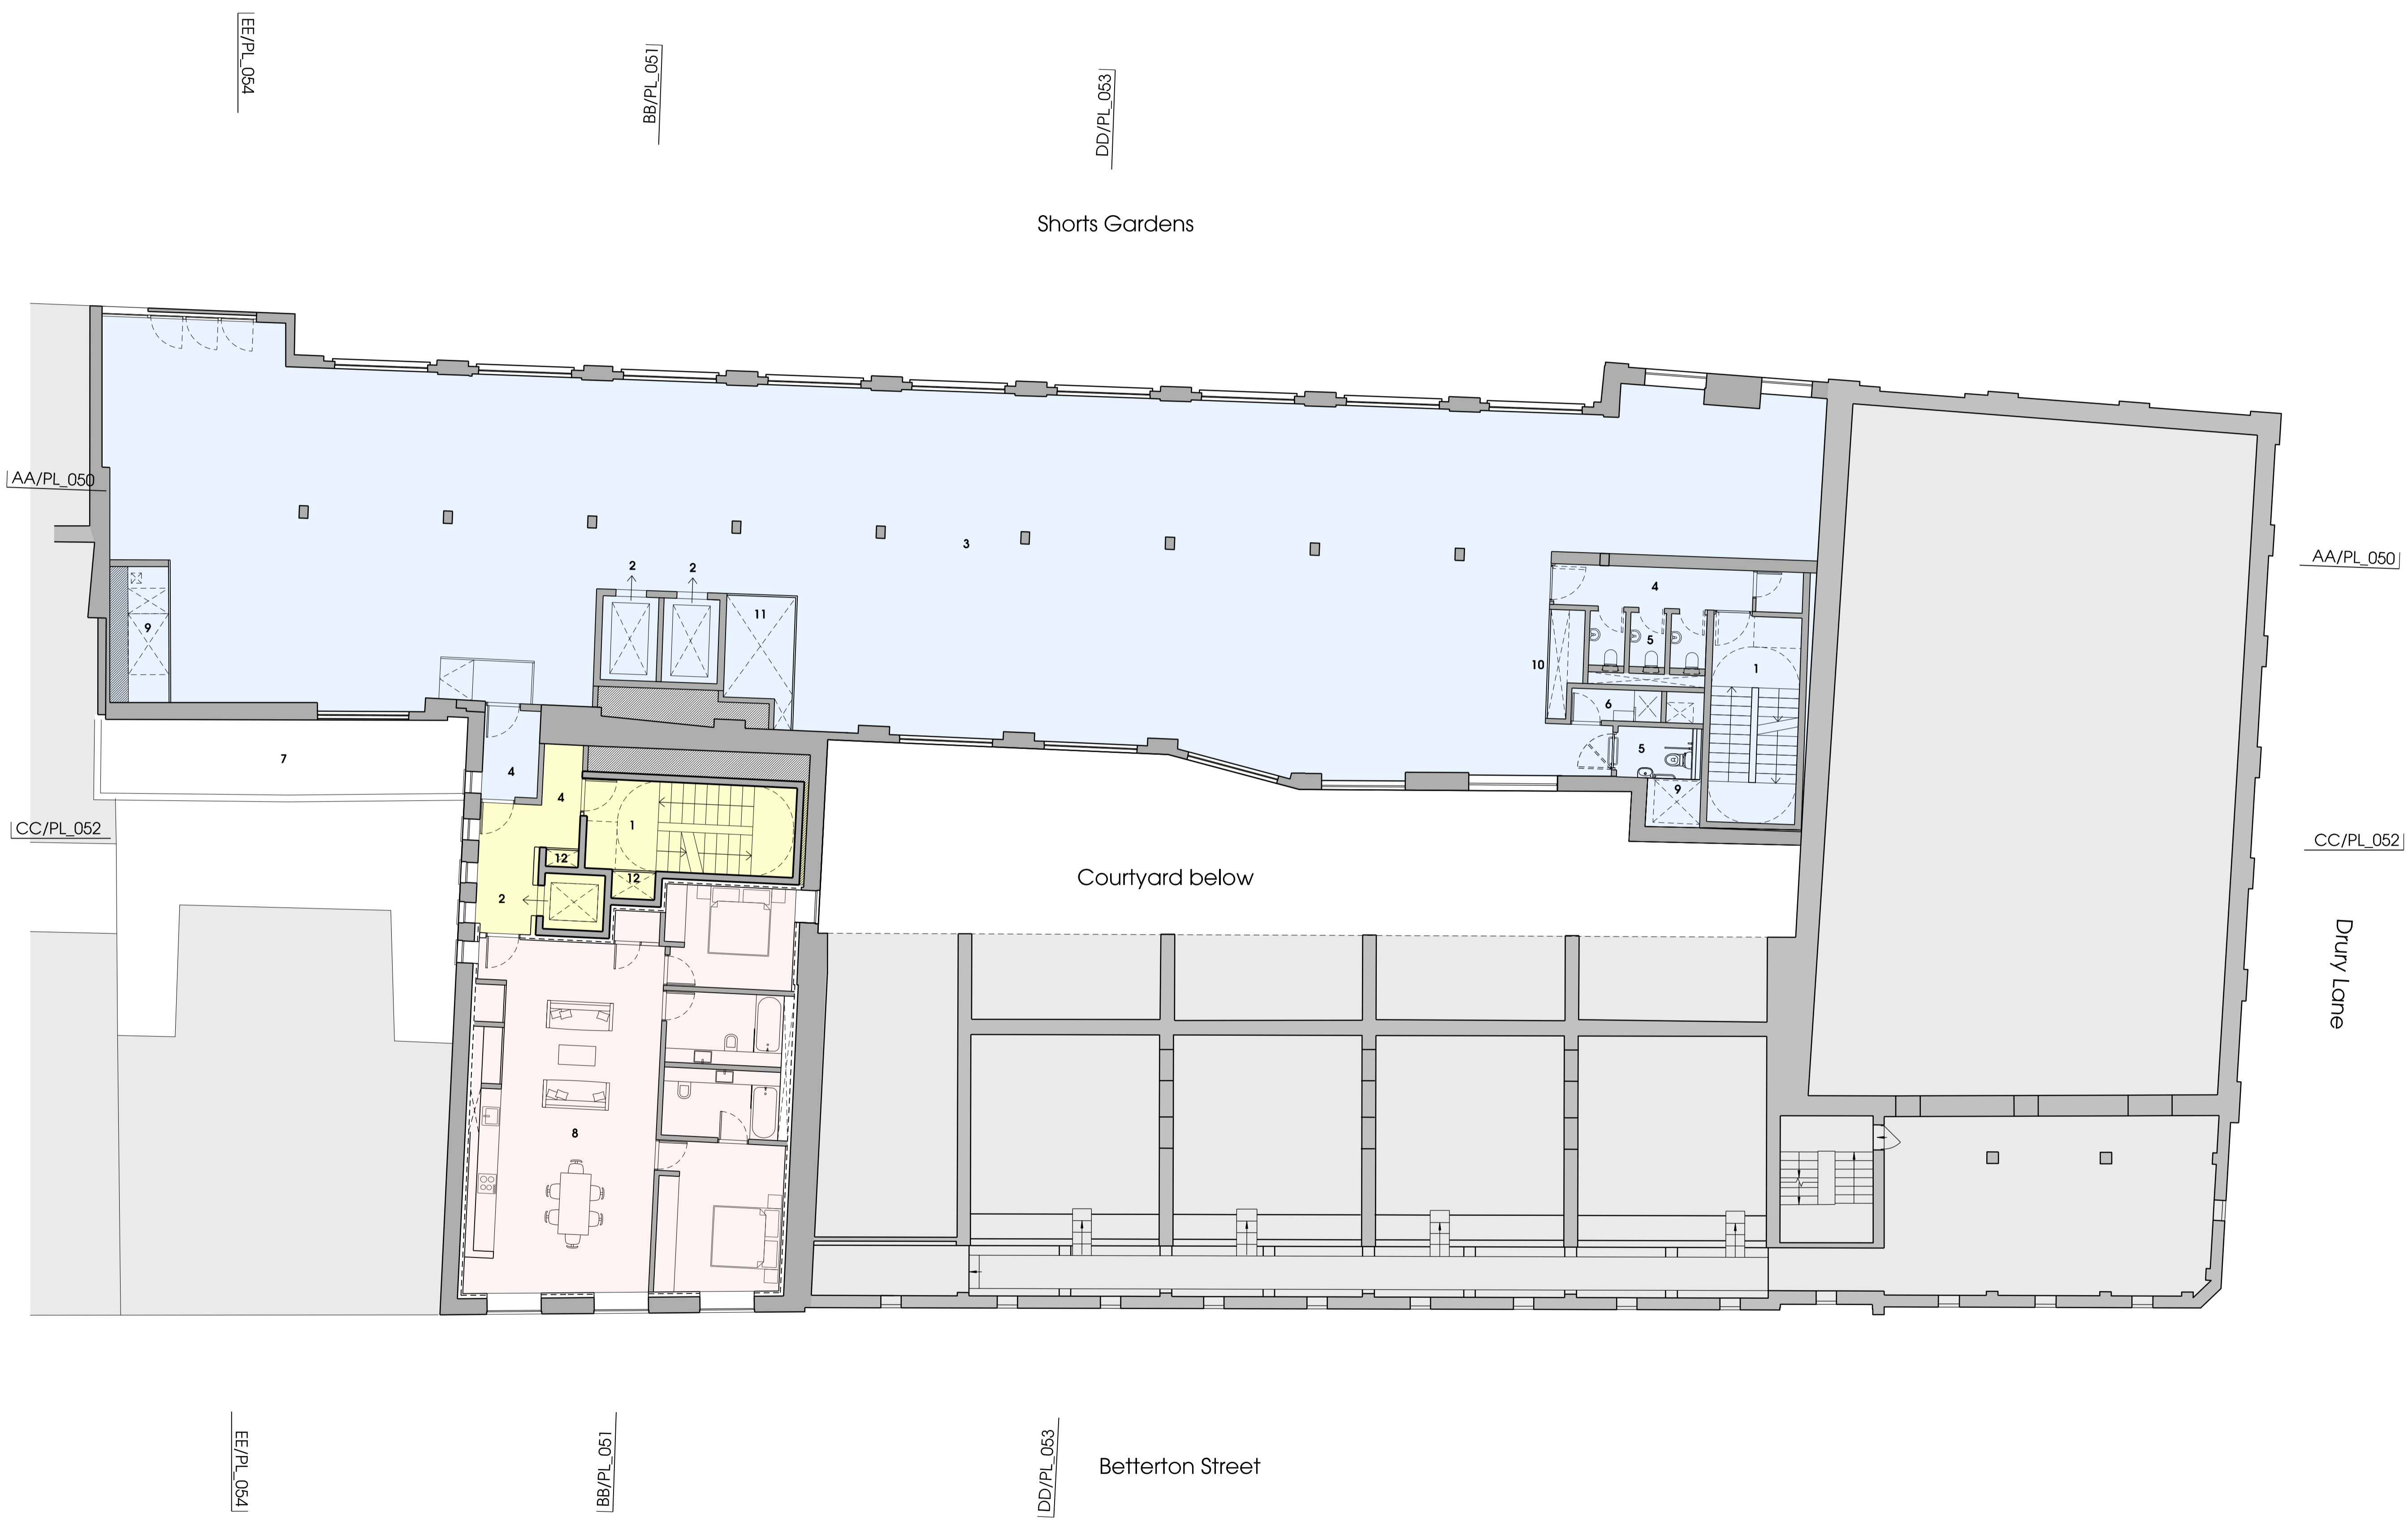 EE/PL_054
BB/PL_051
DD/PL_053
Shorts Gardens
AA/PL_050
3
AA/PL_050
2
2
4
11
9
5
10
1
6
5
7
4
9
4
CC/PL_052
1
CC/PL_052
12
Courtyard below
12
2
Drury Lane
8
EE/PL_054
BB/PL_051
DD/PL_053
Betterton Street